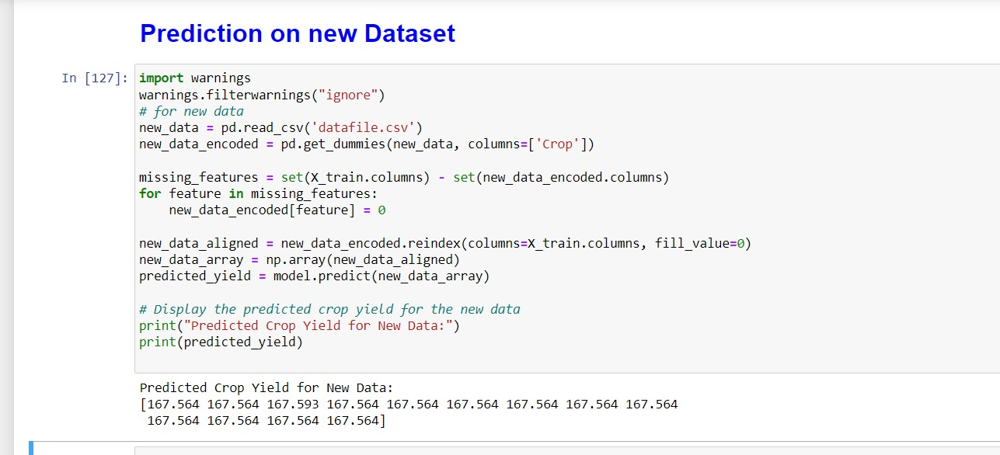 Prediction on new Dataset
In [127]: import warnings
warnings.filterwarnings("ignore")
# for new data
new_data = pd.read_csv('datafile.csv')
new_data_encoded = pd.get_dummies(new_data, columns=['Crop'])
missing_features = set(X_train.columns) - set(new_data_encoded.columns)
for feature in missing_features:
    new_data_encoded[feature] = 0
new_data_aligned = new_data_encoded.reindex(columns=X_train.columns, fill_value=0)
new_data_array = np.array(new_data_aligned)
predicted_yield = model.predict(new_data_array)
# Display the predicted crop yield for the new data
print("Predicted Crop Yield for New Data:")
print(predicted_yield)
Predicted Crop Yield for New Data:
[167.564 167.564 167.593 167.564 167.564 167.564 167.564 167.564 167.564
 167.564 167.564 167.564 167.564]